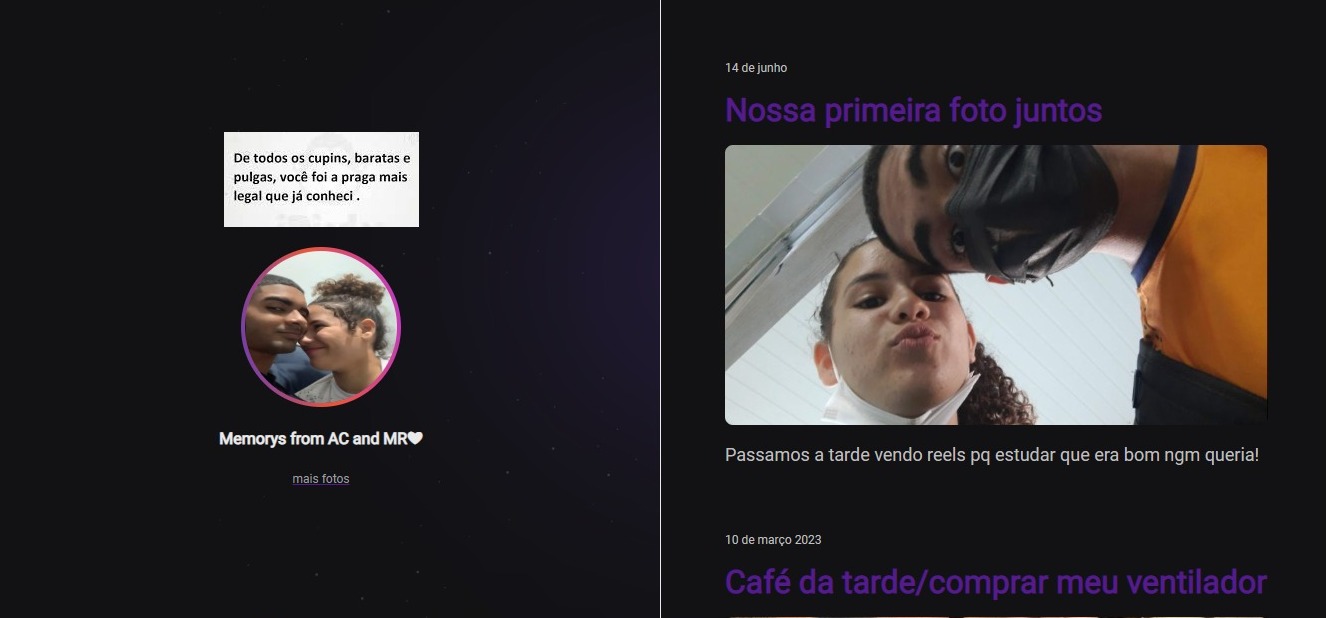 De todos os cupins, baratas e
pulgas, você foi a praga mais
legal que já conheci .
Memorys from AC and MR🤍
mais fotos
14 de junho
Nossa primeira foto juntos
Passamos a tarde vendo reels pq estudar que era bom ngm queria!
10 de março 2023
Café da tarde/comprar meu ventilador